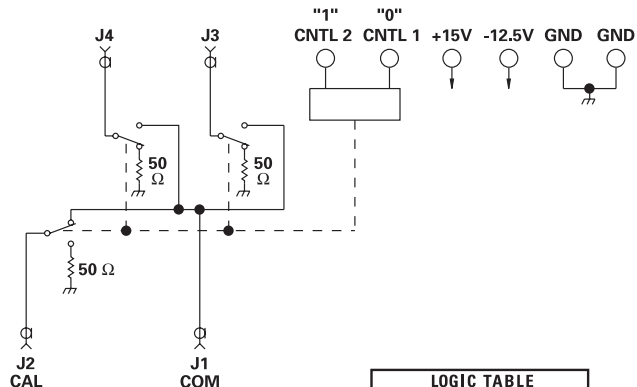 "1" "0"
J4 J3 CNTL 2 CNTL 1 +15V -12.5V GND GND
50 Ω
50 Ω
50 Ω
J2 J1
CAL COM
LOGIC TABLE